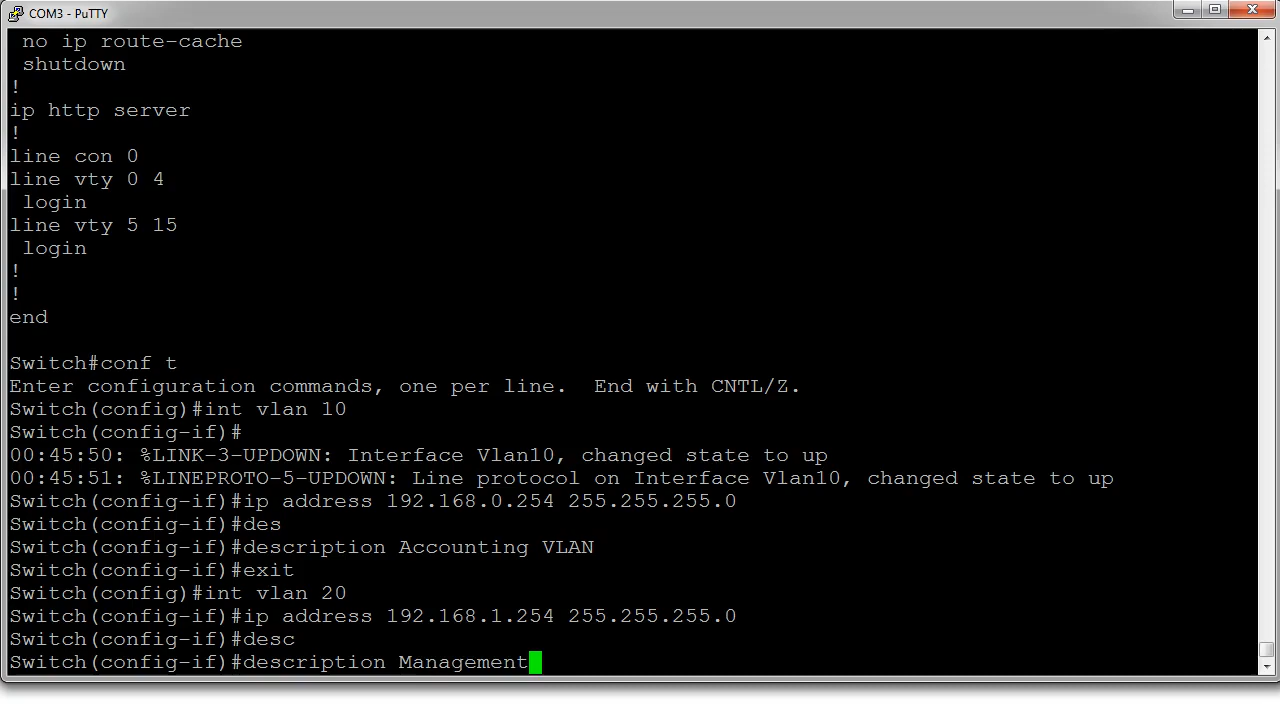 COM3 - PuTTY
no ip route-cache
shutdown
!
ip http server
!
line con 0
line vty 0 4
login
line vty 5 15
login
!
!
end
Switch#conf t
Enter configuration commands, one per line.  End with CNTL/Z.
Switch(config)#int vlan 10
Switch(config-if)#
00:45:50: %LINK-3-UPDOWN: Interface Vlan10, changed state to up
00:45:51: %LINEPROTO-5-UPDOWN: Line protocol on Interface Vlan10, changed state to up
Switch(config-if)#ip address 192.168.0.254 255.255.255.0
Switch(config-if)#des
Switch(config-if)#description Accounting VLAN
Switch(config-if)#exit
Switch(config)#int vlan 20
Switch(config-if)#ip address 192.168.1.254 255.255.255.0
Switch(config-if)#desc
Switch(config-if)#description Management